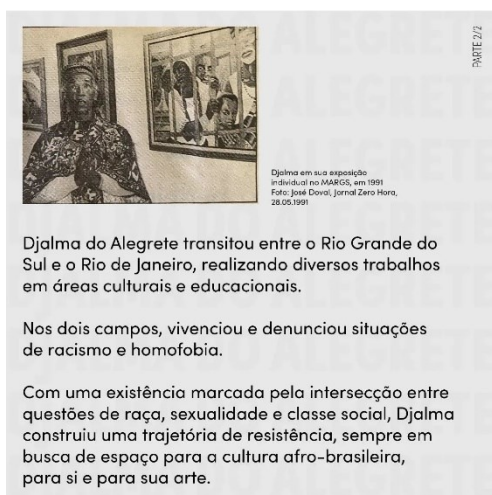 PARTE 2/2
Djalma em sua exposição
individual no MARGS, em 1991
Foto: José Doval, Jornal Zero Hora,
28.05.1991
Djalma do Alegrete transitou entre o Rio Grande do
Sul e o Rio de Janeiro, realizando diversos trabalhos
em áreas culturais e educacionais.
Nos dois campos, vivenciou e denunciou situações
de racismo e homofobia.
Com uma existência marcada pela intersecção entre
questões de raça, sexualidade e classe social, Djalma
construiu uma trajetória de resistência, sempre em
busca de espaço para a cultura afro-brasileira,
para si e para sua arte.